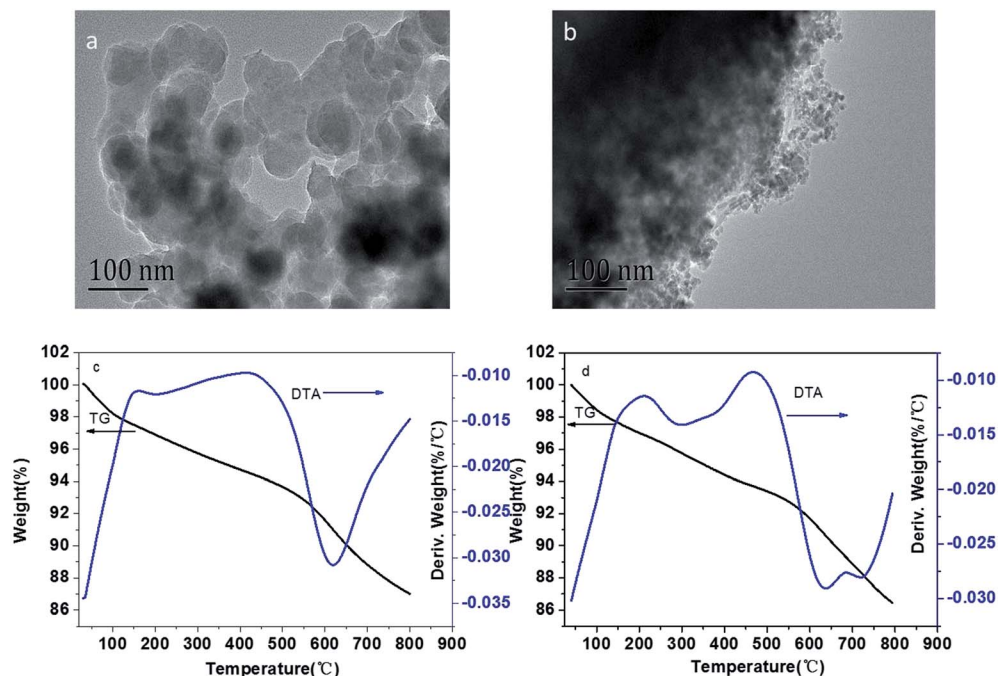 a
100 nm
b
100 nm
c
TG
DTA
102
100
98
96
94
92
90
88
86
Weight(%)
-0.010
-0.015
-0.020
-0.025
-0.030
-0.035
Deriv. Weight(%/℃)
100 200 300 400 500 600 700 800 900
Temperature(℃)
d
TG
DTA
102
100
98
96
94
92
90
88
86
Weight(%)
-0.010
-0.015
-0.020
-0.025
-0.030
Deriv. Weight(%/℃)
0 100 200 300 400 500 600 700 800 900
Temperature(℃)